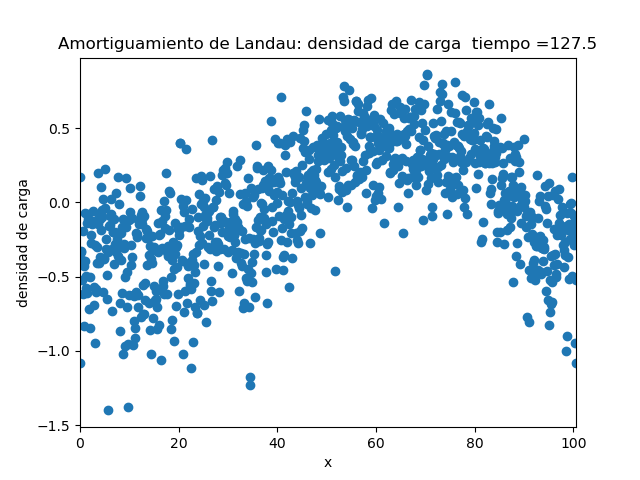 Amortiguamiento de Landau: densidad de carga  tiempo =127.5
densidad de carga
0.5
0.0
−0.5
−1.0
−1.5
0 20 40 60 80 100
x